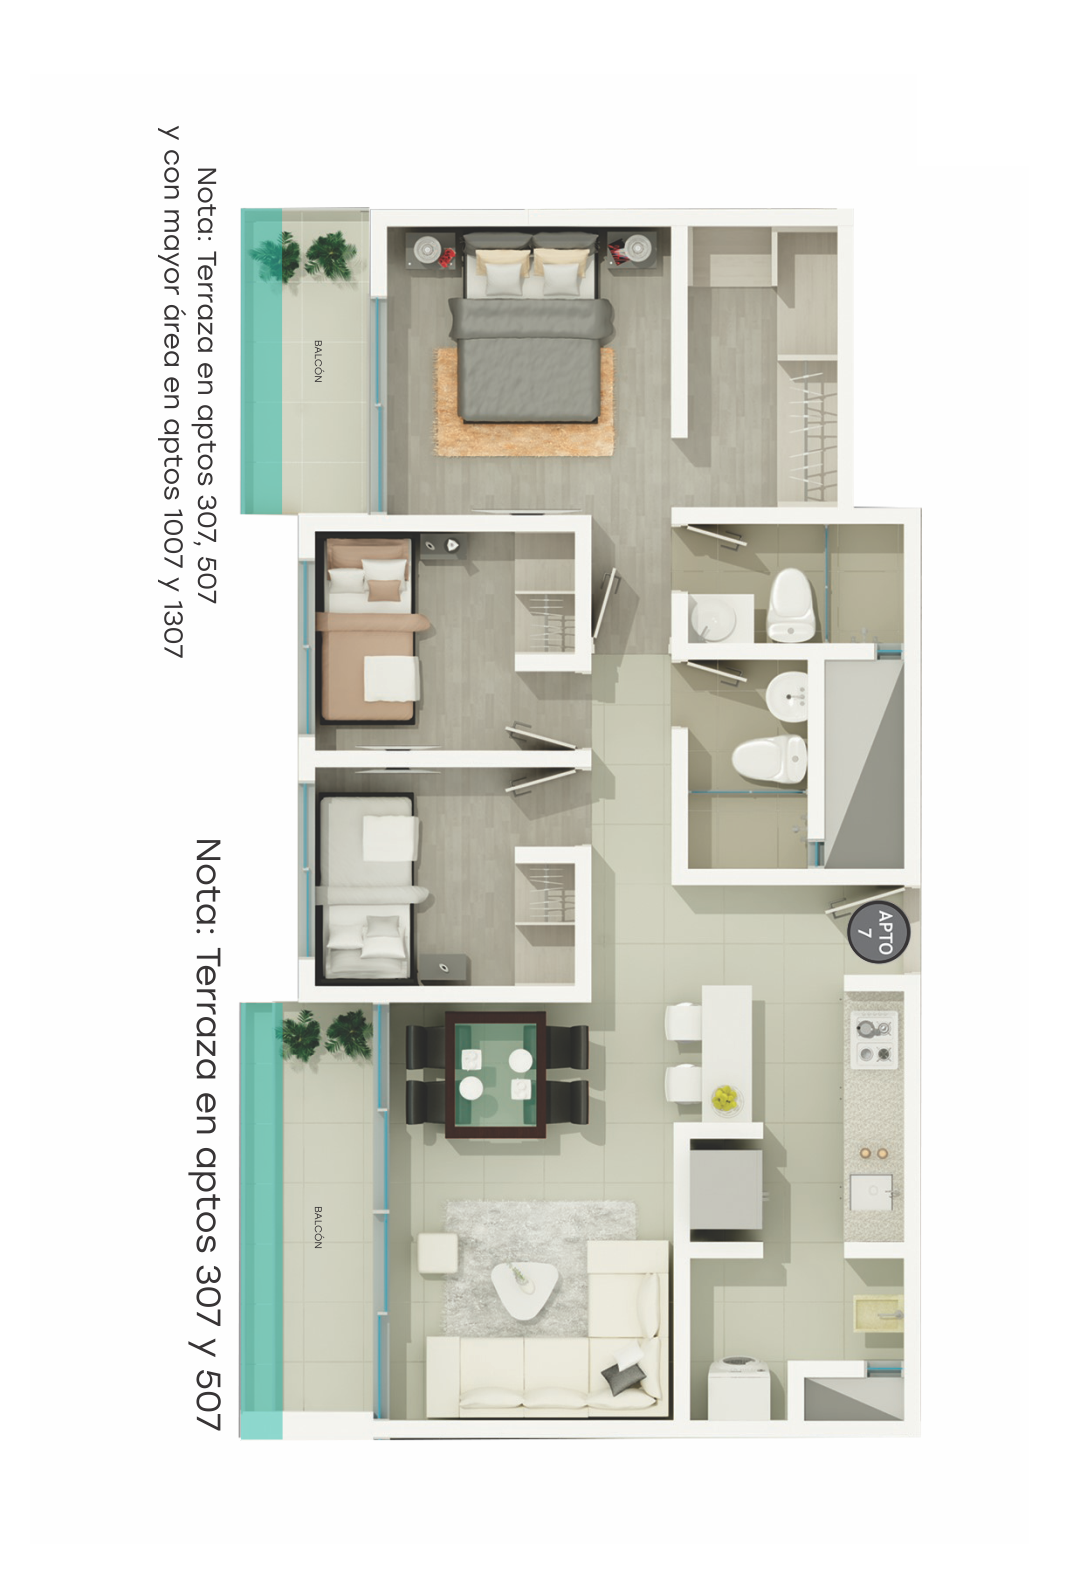 Nota: Terraza en aptos 307, 507
y con mayor área en aptos 1007 y 1307
Nota: Terraza en aptos 307 y 507
BALCÓN
BALCÓN
APTO
7